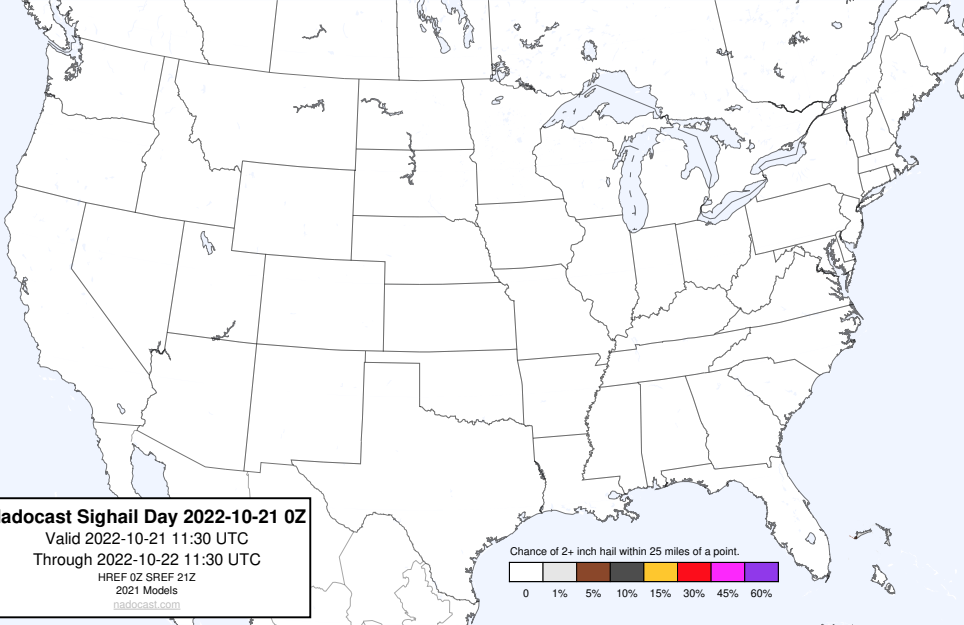 adocast Sighail Day 2022-10-21 0Z
Valid 2022-10-21 11:30 UTC
Through 2022-10-22 11:30 UTC
HREF 0Z SREF 21Z
2021 Models
nadocast.com
Chance of 2+ inch hail within 25 miles of a point.
0 1% 5% 10% 15% 30% 45% 60%